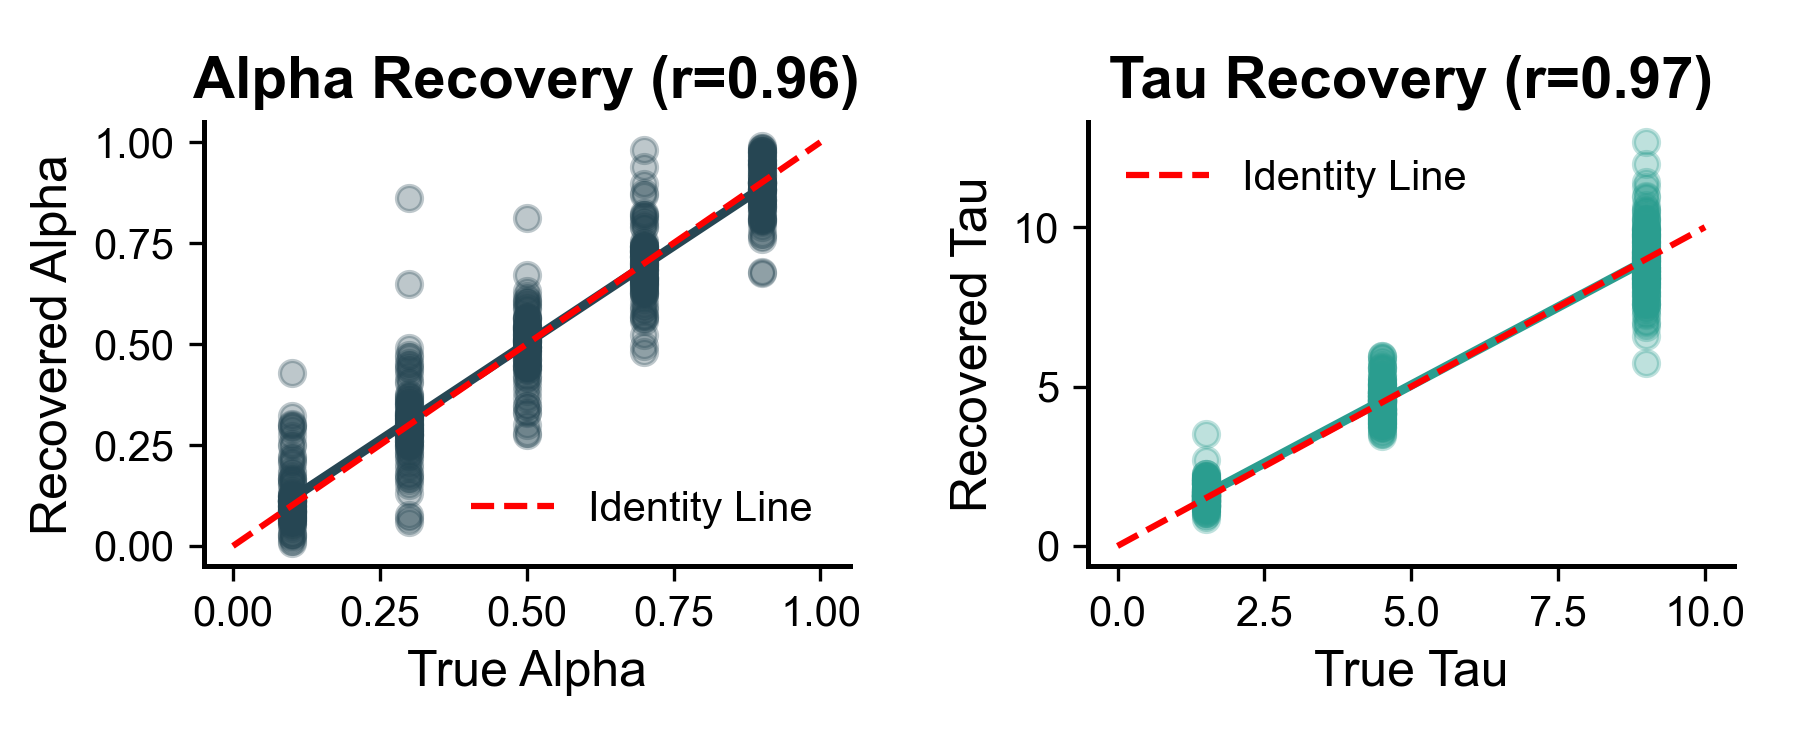 Alpha Recovery (r=0.96)
Recovered Alpha
1.00
0.75
0.50
0.25
0.00
Identity Line
0.00 0.25 0.50 0.75 1.00
True Alpha
Tau Recovery (r=0.97)
Recovered Tau
10
5
0
Identity Line
0.0 2.5 5.0 7.5 10.0
True Tau